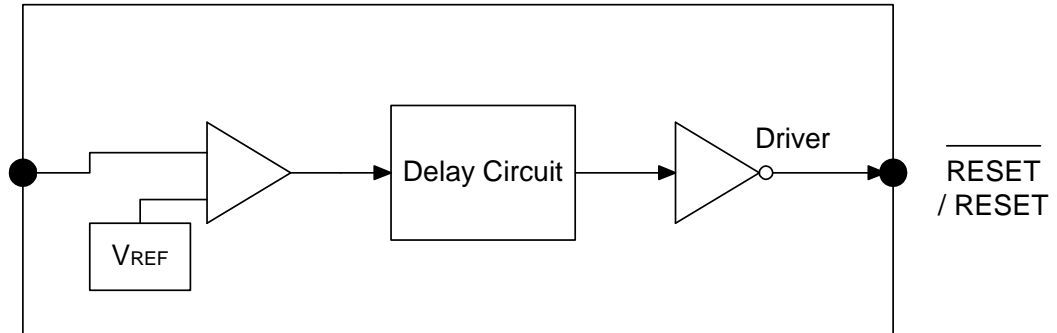 Driver
RESET
/ RESET
Delay Circuit
VREF